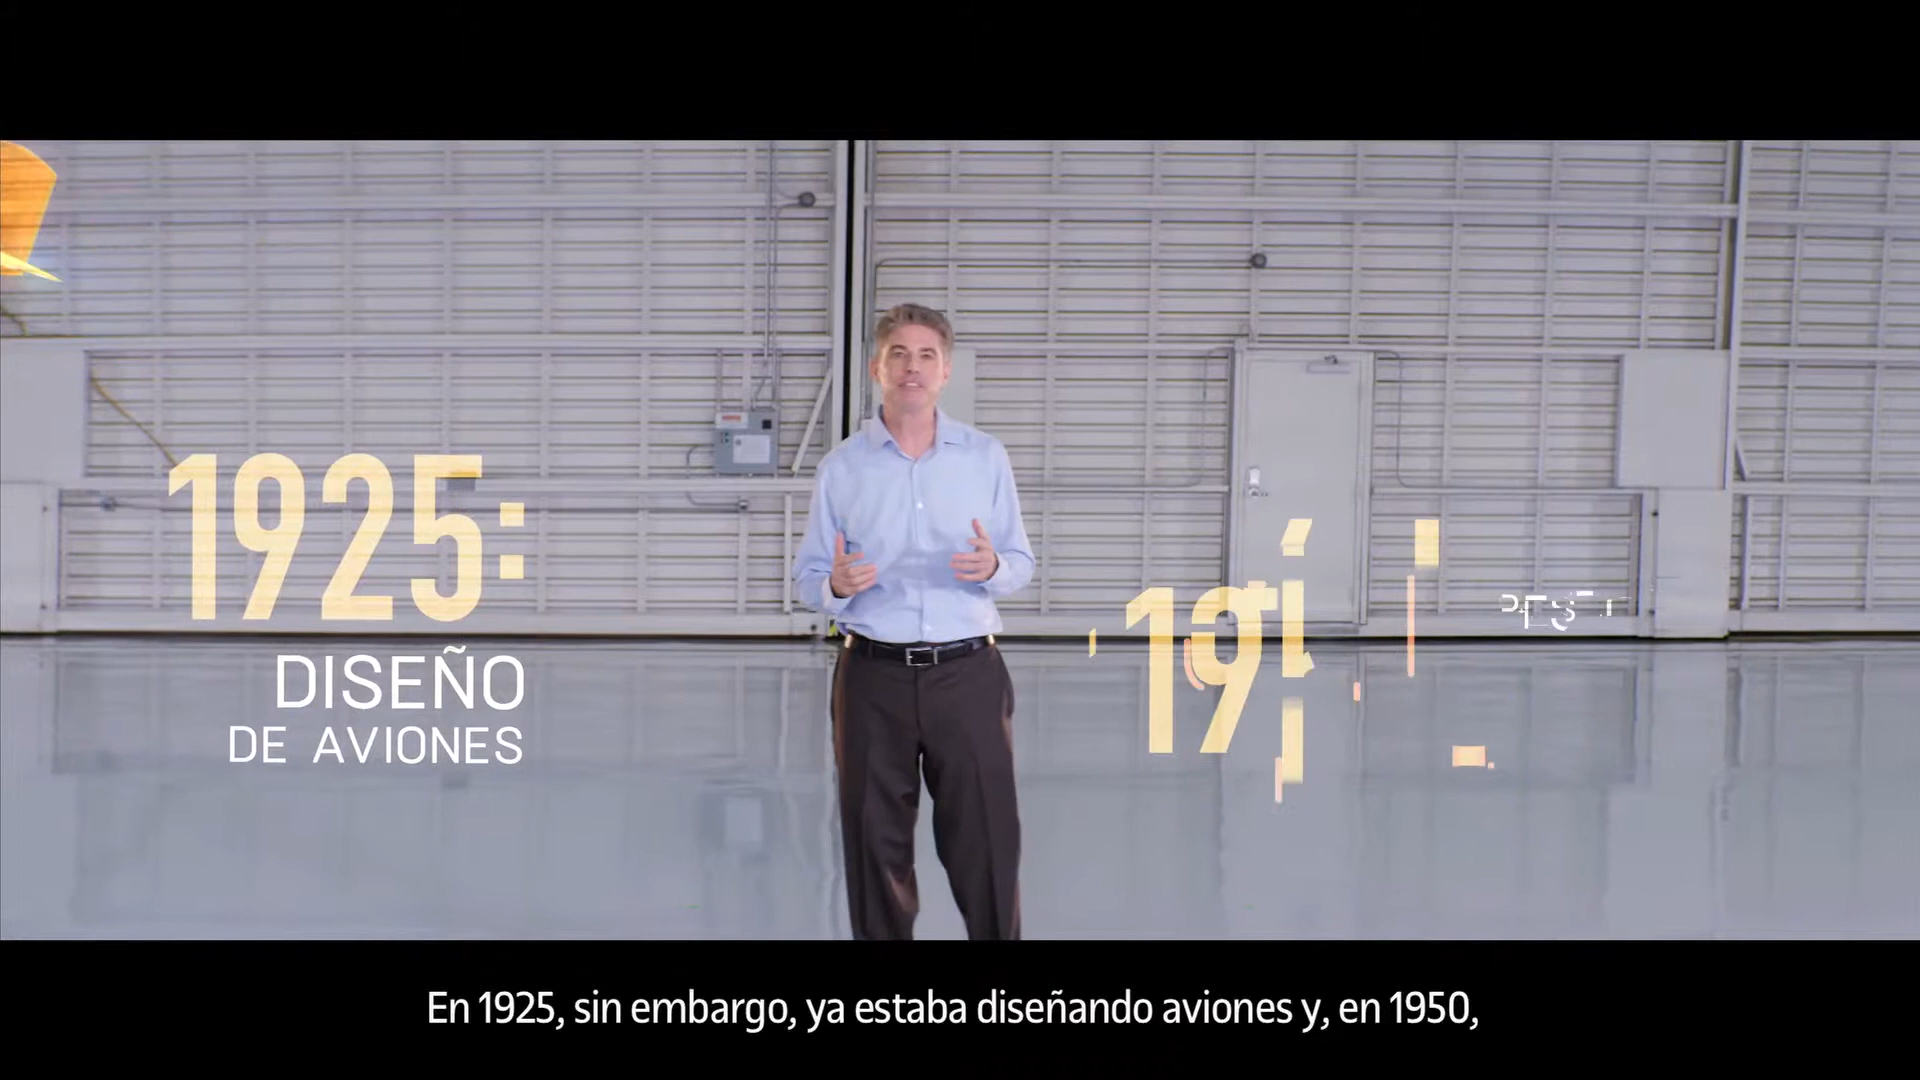 1925:
DISEÑO
DE AVIONES
En 1925, sin embargo, ya estaba diseñando aviones y, en 1950,